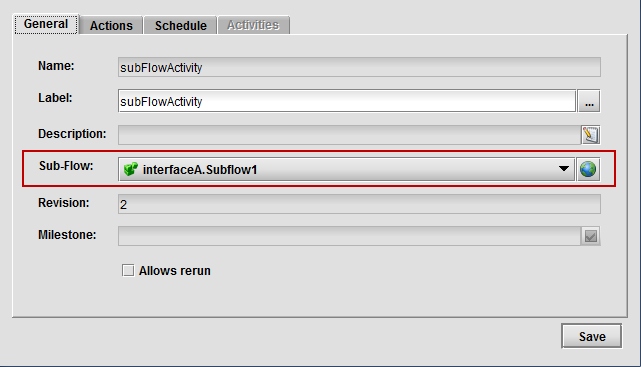 General Actions Schedule Activities
Name: subFlowActivity
Label: subFlowActivity ...
Description:
Sub-Flow: interfaceA.Subflow1
Revision: 2
Milestone:
Allows rerun
Save